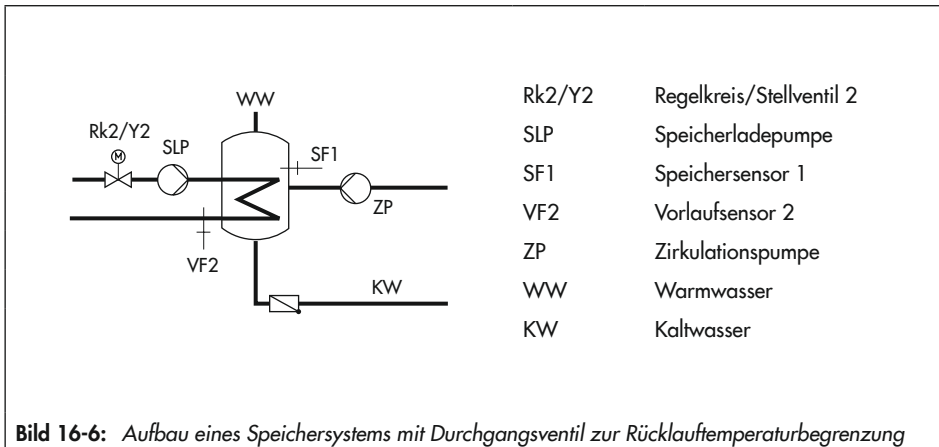 WW
Rk2/Y2
M
SLP
SF1
ZP
VF2
KW
Rk2/Y2 Regelkreis/Stellventil 2
SLP Speicherladepumpe
SF1 Speichersensor 1
VF2 Vorlaufsensor 2
ZP Zirkulationspumpe
WW Warmwasser
KW Kaltwasser
Bild 16-6: Aufbau eines Speichersystems mit Durchgangsventil zur Rücklauftemperaturbegrenzung